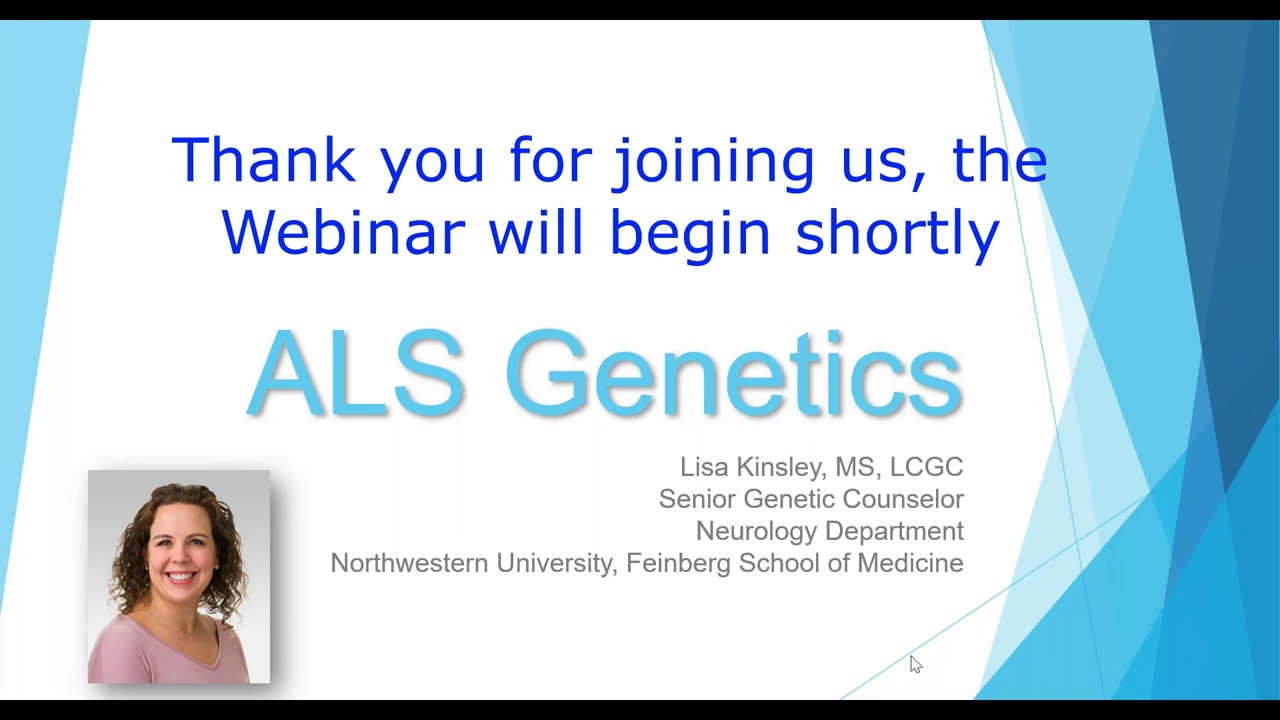 Thank you for joining us, the
Webinar will begin shortly
ALS Genetics
Lisa Kinsley, MS, LCGC
Senior Genetic Counselor
Neurology Department
Northwestern University, Feinberg School of Medicine